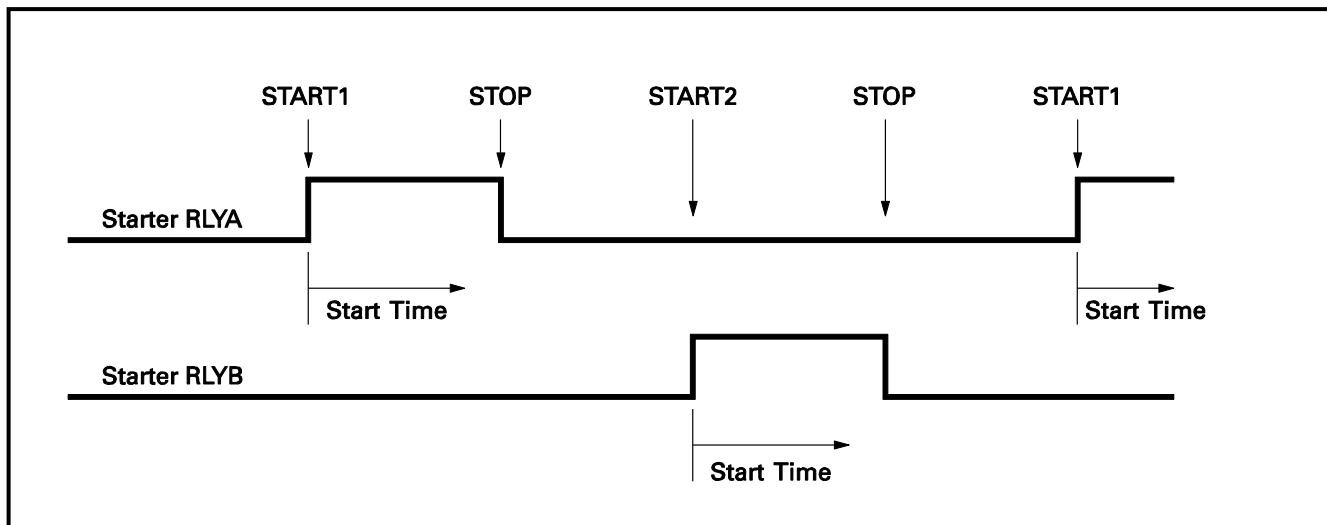 START1 STOP START2 STOP START1
Starter RLYA
Start Time Start Time
Starter RLYB
Start Time